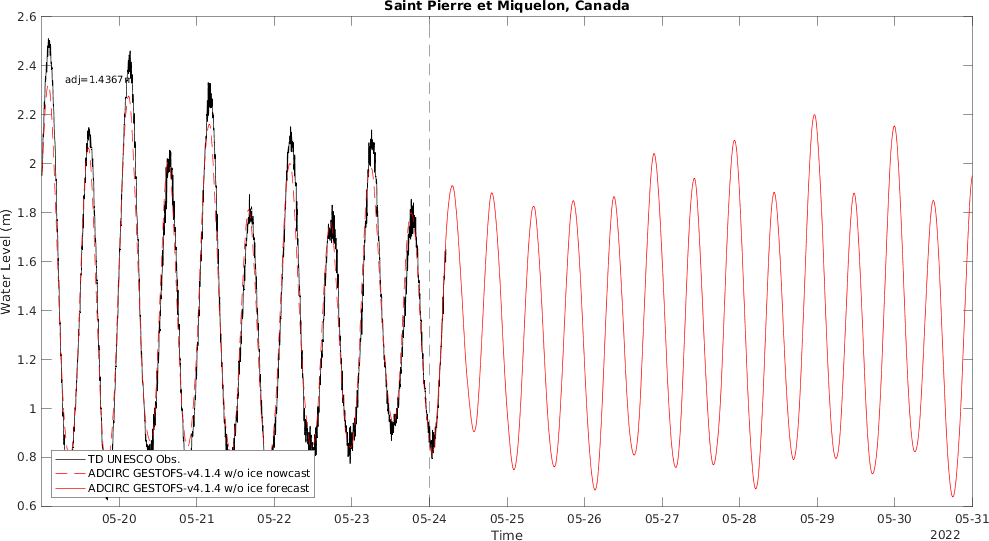 Saint Pierre et Miquelon, Canada
2.6
2.4
adj=1.4367
2.2
2
1.8
1.6
1.4
1.2
1
0.8
0.6
Water Level (m)
TD UNESCO Obs.
ADCIRC GESTOFS-v4.1.4 w/o ice nowcast
ADCIRC GESTOFS-v4.1.4 w/o ice forecast
05-20 05-21 05-22 05-23 05-24 05-25 05-26 05-27 05-28 05-29 05-30 05-31
Time
2022